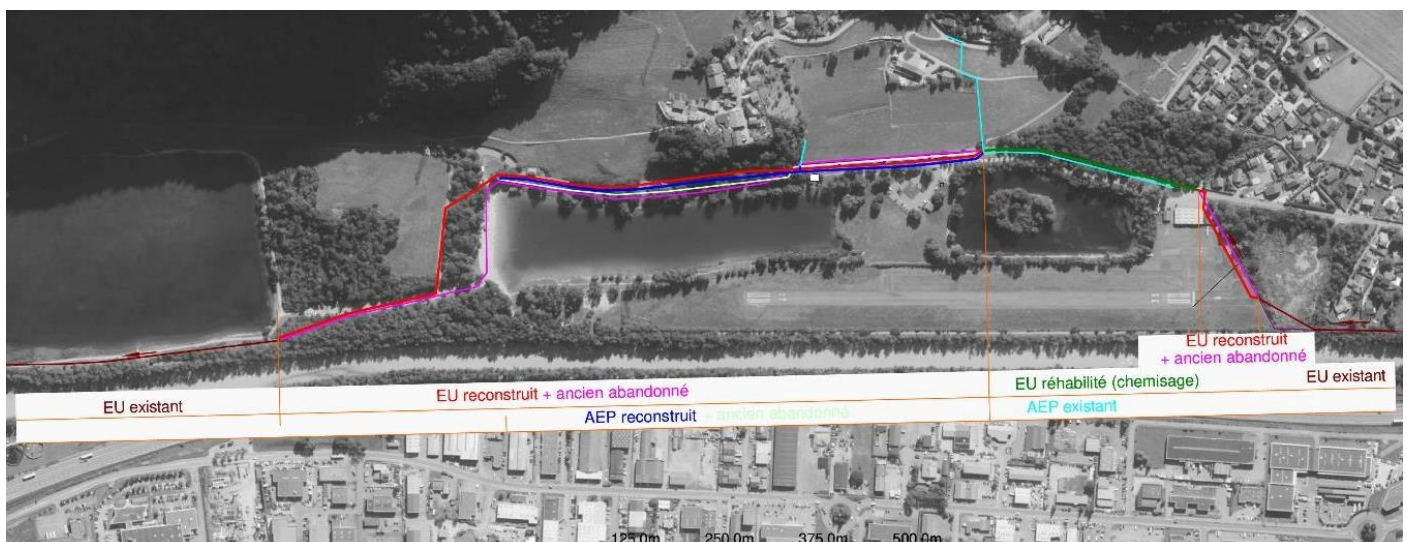 EU reconstruit
+ ancien abandonné
EU existant
EU reconstruit + ancien abandonné
EU réhabilité (chemisage)
EU existant
AEP reconstruit + ancien abandonné
AEP existant
125.0m 250.0m 375.0m 500.0m